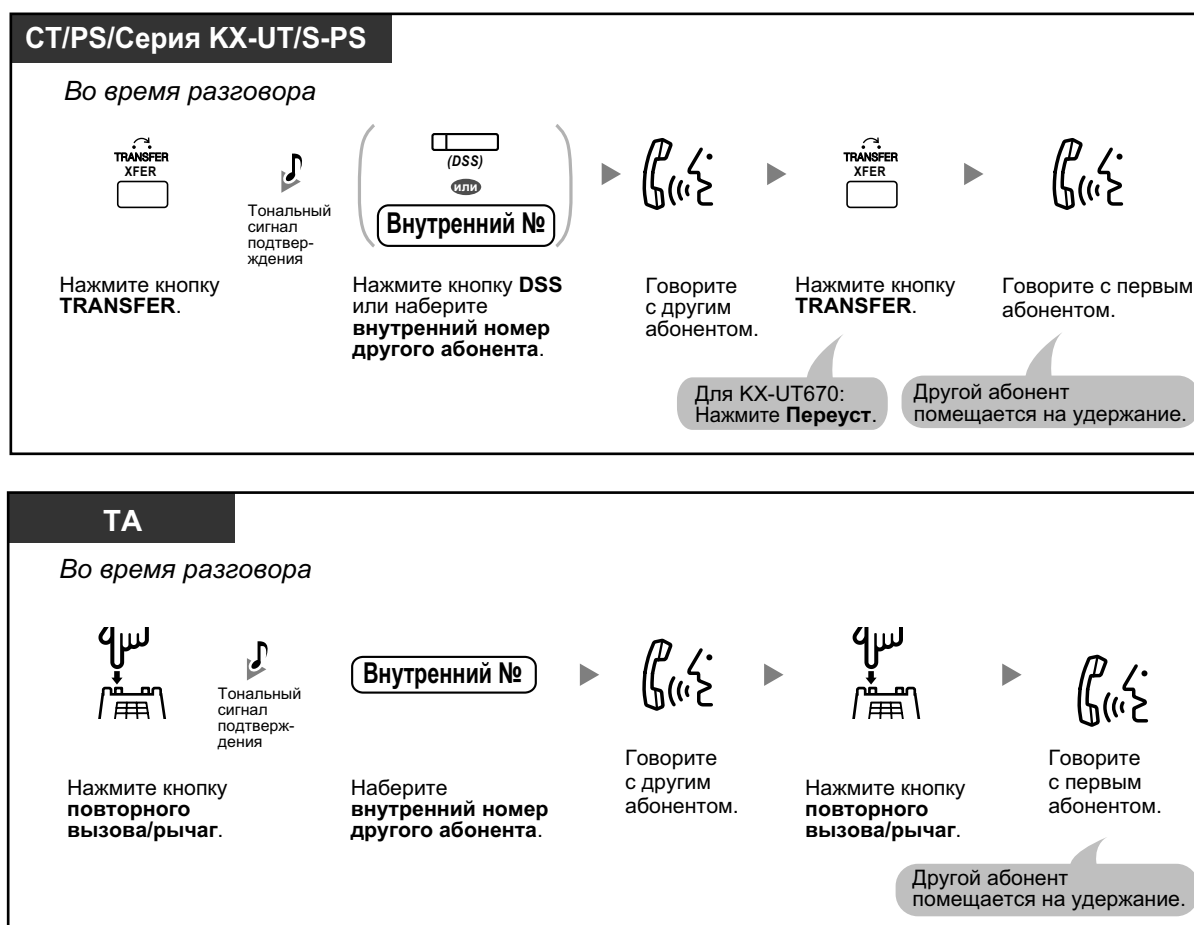 СТ/PS/Серия KX-UT/S-PS
Во время разговора
TRANSFER
XFER
Тональный
сигнал
подтвер-
ждения
(DSS)
или
Внутренний №
TRANSFER
XFER
Нажмите кнопку
TRANSFER.
Нажмите кнопку DSS
или наберите
внутренний номер
другого абонента.
Говорите
с другим
абонентом.
Нажмите кнопку
TRANSFER.
Говорите с первым
абонентом.
Для KX-UT670:
Нажмите Переуст.
Другой абонент
помещается на удержание.
ТА
Во время разговора
Тональный
сигнал
подтверж-
дения
Внутренний №
Нажмите кнопку
повторного
вызова/рычаг.
Наберите
внутренний номер
другого абонента.
Говорите
с другим
абонентом.
Нажмите кнопку
повторного
вызова/рычаг.
Говорите
с первым
абонентом.
Другой абонент
помещается на удержание.